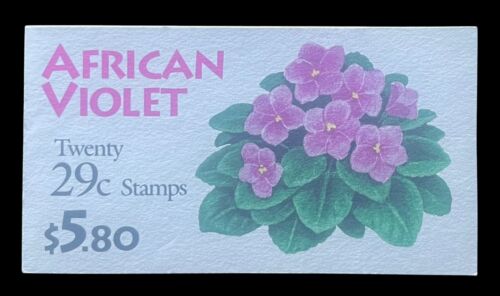 AFRICAN
VIOLET
Twenty
29c Stamps
$5.80